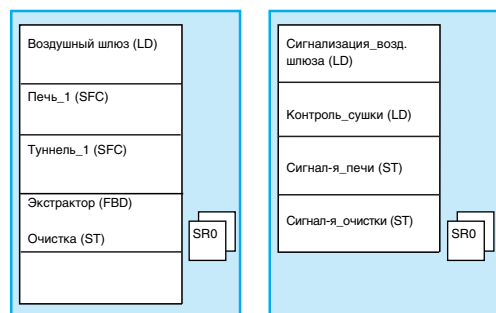 Воздушный шлюз (LD)
Печь_1 (SFC)
Туннель_1 (SFC)
Экстрактор (FBD)
Очистка (ST)
SR0
Сигнализация_возд.
шлюза (LD)
Контроль_сушки (LD)
Сигнал-я_печи (ST)
Сигнал-я_очистки (ST)
SR0